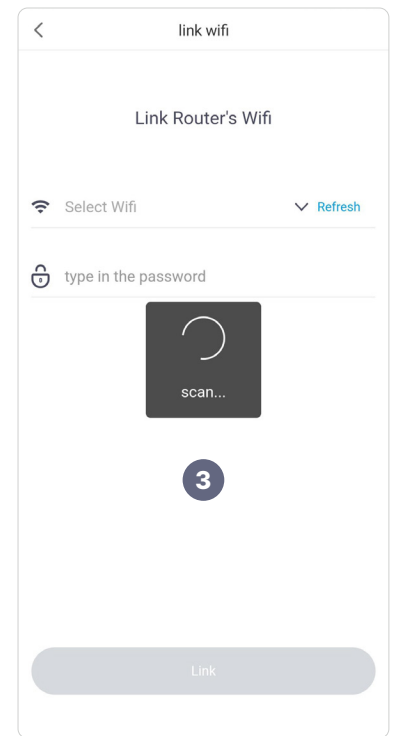 link wifi
Link Router's Wifi
Select Wifi Refresh
type in the password
scan...
3
Link